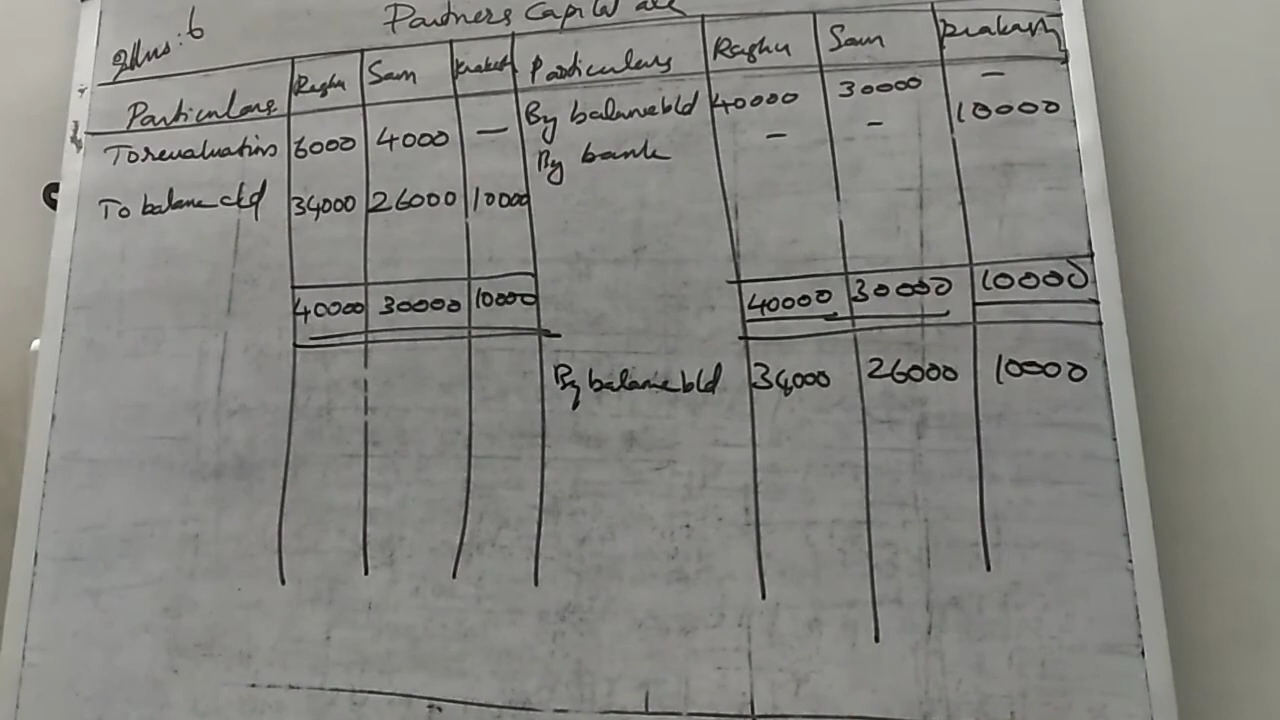 Illus: 6
Partners Capital a/c
Particulars Raghu Sam Prakash Particulars Raghu Sam Prakash
To revaluation 6000 4000 — By balance b/d 40000 30000 —
By bank — — 10000
To balance c/d 34000 26000 10000
40000 30000 10000 40000 30000 10000
By balance b/d 34000 26000 10000